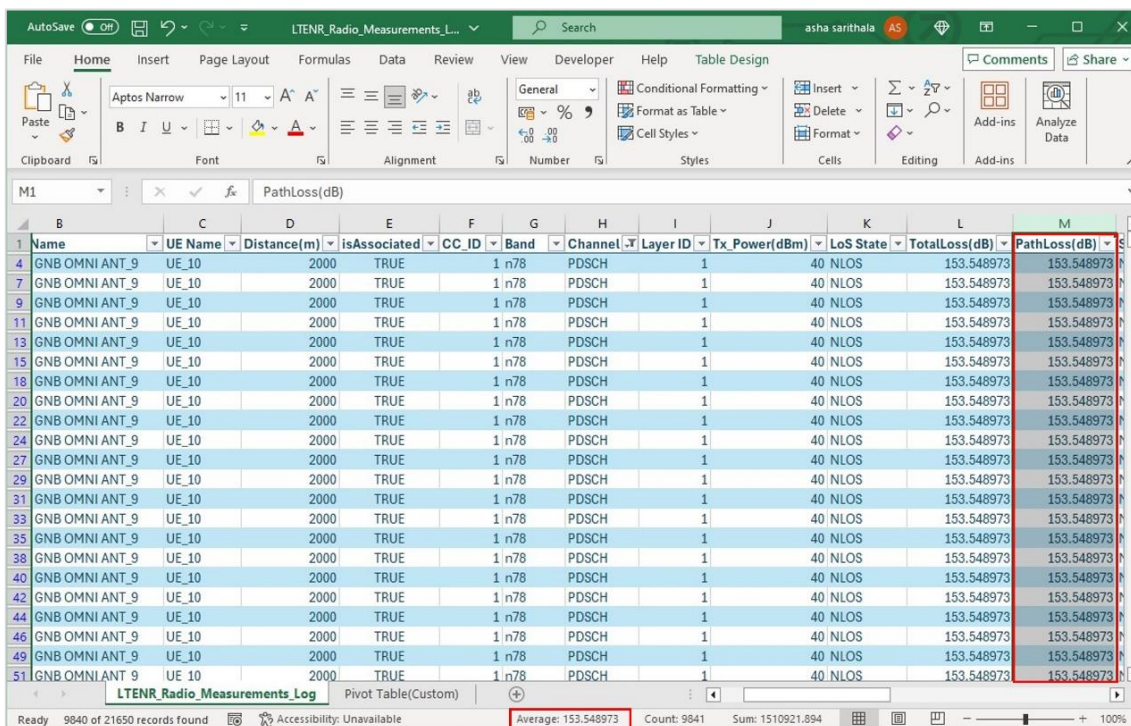 AutoSave Off LTENR_Radio_Measurements_L... Search asha sarithala AS
File Home Insert Page Layout Formulas Data Review View Developer Help Table Design Comments Share
Paste Aptos Narrow 11 A A ab General Conditional Formatting Insert Add-ins Analyze Data
B I U A % 9 Format as Table Delete
Cell Styles Format
Clipboard Font Alignment Number Styles Cells Editing Add-ins
M1 fx PathLoss(dB)
B C D E F G H I J K L M
1 Name UE Name Distance(m) isAssociated CC_ID Band Channel Layer ID Tx_Power(dBm) LoS State TotalLoss(dB) PathLoss(dB)
4 GNB OMNI ANT_9 UE_10 2000 TRUE 1 n78 PDSCH 1 40 NLOS 153.548973 153.548973
7 GNB OMNI ANT_9 UE_10 2000 TRUE 1 n78 PDSCH 1 40 NLOS 153.548973 153.548973
9 GNB OMNI ANT_9 UE_10 2000 TRUE 1 n78 PDSCH 1 40 NLOS 153.548973 153.548973
11 GNB OMNI ANT_9 UE_10 2000 TRUE 1 n78 PDSCH 1 40 NLOS 153.548973 153.548973
13 GNB OMNI ANT_9 UE_10 2000 TRUE 1 n78 PDSCH 1 40 NLOS 153.548973 153.548973
15 GNB OMNI ANT_9 UE_10 2000 TRUE 1 n78 PDSCH 1 40 NLOS 153.548973 153.548973
18 GNB OMNI ANT_9 UE_10 2000 TRUE 1 n78 PDSCH 1 40 NLOS 153.548973 153.548973
20 GNB OMNI ANT_9 UE_10 2000 TRUE 1 n78 PDSCH 1 40 NLOS 153.548973 153.548973
22 GNB OMNI ANT_9 UE_10 2000 TRUE 1 n78 PDSCH 1 40 NLOS 153.548973 153.548973
24 GNB OMNI ANT_9 UE_10 2000 TRUE 1 n78 PDSCH 1 40 NLOS 153.548973 153.548973
27 GNB OMNI ANT_9 UE_10 2000 TRUE 1 n78 PDSCH 1 40 NLOS 153.548973 153.548973
29 GNB OMNI ANT_9 UE_10 2000 TRUE 1 n78 PDSCH 1 40 NLOS 153.548973 153.548973
31 GNB OMNI ANT_9 UE_10 2000 TRUE 1 n78 PDSCH 1 40 NLOS 153.548973 153.548973
33 GNB OMNI ANT_9 UE_10 2000 TRUE 1 n78 PDSCH 1 40 NLOS 153.548973 153.548973
35 GNB OMNI ANT_9 UE_10 2000 TRUE 1 n78 PDSCH 1 40 NLOS 153.548973 153.548973
38 GNB OMNI ANT_9 UE_10 2000 TRUE 1 n78 PDSCH 1 40 NLOS 153.548973 153.548973
40 GNB OMNI ANT_9 UE_10 2000 TRUE 1 n78 PDSCH 1 40 NLOS 153.548973 153.548973
42 GNB OMNI ANT_9 UE_10 2000 TRUE 1 n78 PDSCH 1 40 NLOS 153.548973 153.548973
44 GNB OMNI ANT_9 UE_10 2000 TRUE 1 n78 PDSCH 1 40 NLOS 153.548973 153.548973
46 GNB OMNI ANT_9 UE_10 2000 TRUE 1 n78 PDSCH 1 40 NLOS 153.548973 153.548973
49 GNB OMNI ANT_9 UE_10 2000 TRUE 1 n78 PDSCH 1 40 NLOS 153.548973 153.548973
51 GNB OMNI ANT_9 UE_10 2000 TRUE 1 n78 PDSCH 1 40 NLOS 153.548973 153.548973
LTENR_Radio_Measurements_Log Pivot Table(Custom)
Ready 9840 of 21650 records found Accessibility: Unavailable Average: 153.548973 Count: 9841 Sum: 1510921.894 100%